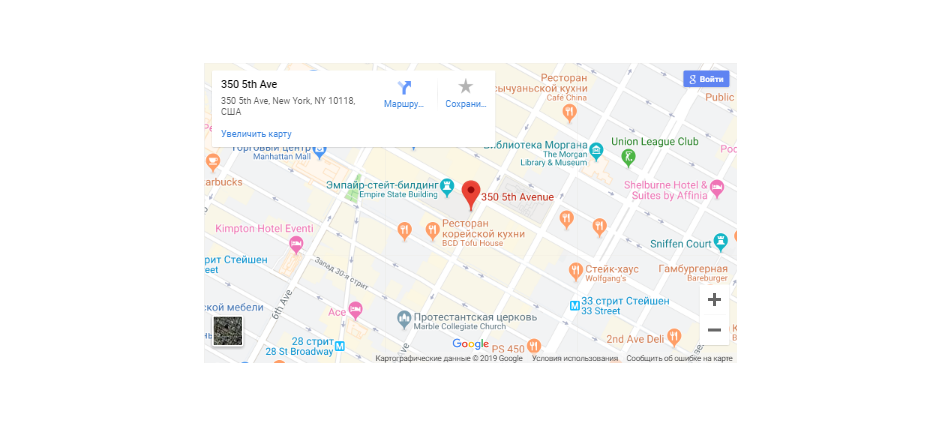 350 5th Ave
350 5th Ave, New York, NY 10118,
США
Увеличить карту
Маршру...
Сохрани...
Войти
Ресторан
сычуаньской кухни
Café China
Public
Библиотека Моргана
The Morgan
Library & Museum
Union League Club
Торговый центр
Manhattan Mall
arbucks
Эмпайр-стейт-билдинг
Empire State Building
350 5th Avenue
Shelburne Hotel &
Suites by Affinia
Kimpton Hotel Eventi
Ресторан
корейской кухни
BCD Tofu House
Sniffen Court
стрит Стейшен
Street
Запад 30-я стрит
Стейк-хаус
Wolfgang's
Гамбургерная
Bareburger
6th Ave
ской мебели
Ace
33 стрит Стейшен
33 Street
Протестантская церковь
Marble Collegiate Church
28 стрит
28 St Broadway
Google
PS 450
2nd Ave Deli
Картографические данные © 2019 Google
Условия использования
Сообщить об ошибке на карте